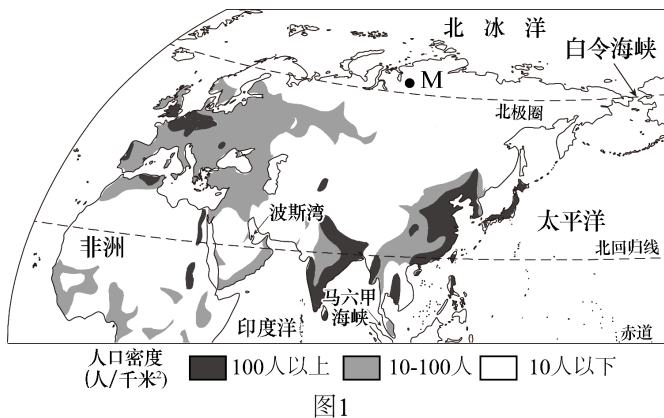 北冰洋
白令海峡
M
北极圈
波斯湾
太平洋
非洲
北回归线
马六甲
海峡
印度洋
赤道
人口密度
(人/千米²)
100人以上
10-100人
10人以下
图1